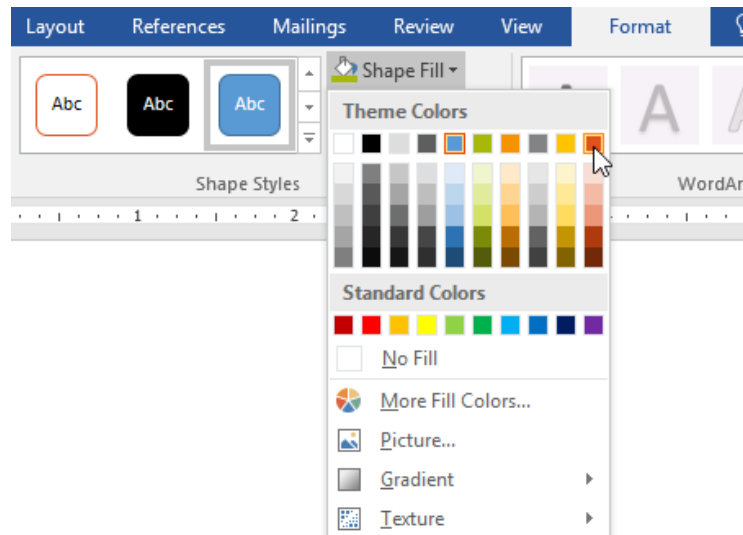 Layout References Mailings Review View Format
Abc Abc Abc
Shape Fill
A A
Theme Colors
Shape Styles
WordAr
1 2
Standard Colors
No Fill
More Fill Colors...
Picture...
Gradient
Texture